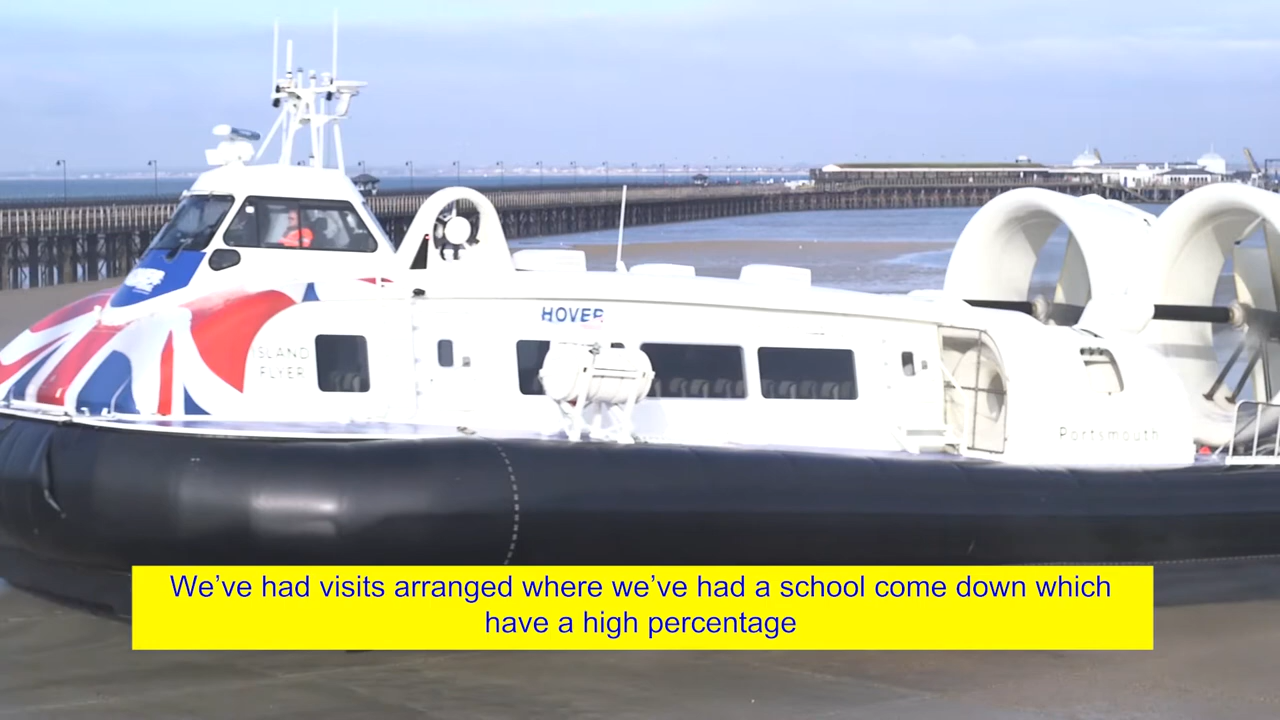 HOVER
ISLAND
FLYER
Portsmouth
We've had visits arranged where we've had a school come down which
have a high percentage